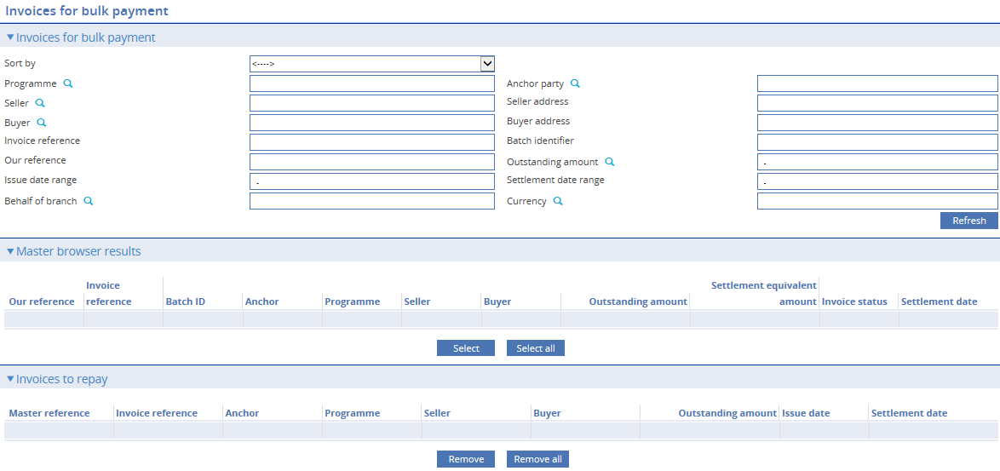 Invoices for bulk payment
Invoices for bulk payment
Sort by <---->
Programme Anchor party
Seller Seller address
Buyer Buyer address
Invoice reference Batch identifier
Our reference Outstanding amount -
Issue date range - Settlement date range -
Behalf of branch Currency
Refresh
Master browser results
Invoice Settlement equivalent
Our reference reference Batch ID Anchor Programme Seller Buyer Outstanding amount amount Invoice status Settlement date
Select Select all
Invoices to repay
Master reference Invoice reference Anchor Programme Seller Buyer Outstanding amount Issue date Settlement date
Remove Remove all